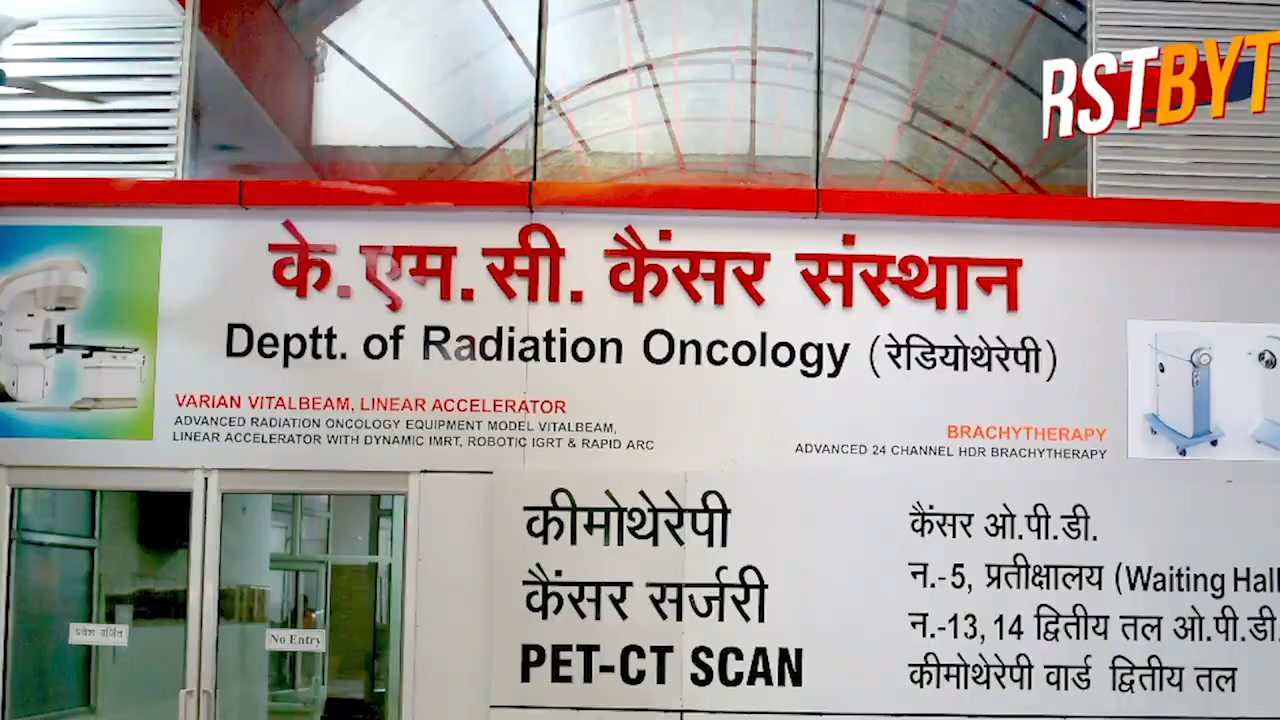 RSTBYT
के.एम.सी. कैंसर संस्थान
Deptt. of Radiation Oncology (रेडियोथेरेपी)
VARIAN VITALBEAM, LINEAR ACCELERATOR
ADVANCED RADIATION ONCOLOGY EQUIPMENT MODEL VITALBEAM,
LINEAR ACCELERATOR WITH DYNAMIC IMRT, ROBOTIC IGRT & RAPID ARC
BRACHYTHERAPY
ADVANCED 24 CHANNEL HDR BRACHYTHERAPY
कीमोथेरेपी
कैंसर सर्जरी
PET-CT SCAN
कैंसर ओ.पी.डी.
न.-5, प्रतीक्षालय (Waiting Hall
न.-13, 14 द्वितीय तल ओ.पी.डी.
कीमोथेरेपी वार्ड द्वितीय तल
प्रवेश वर्जित
No Entry